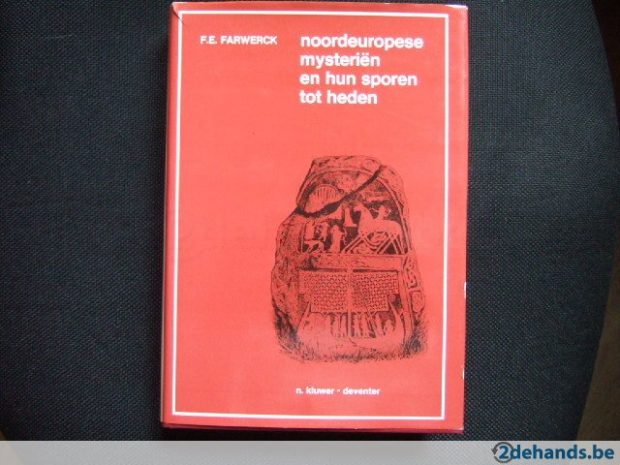 F.E. FARWERCK
noordeuropese
mysteriën
en hun sporen
tot heden
n. kluwer - deventer
2dehands.be